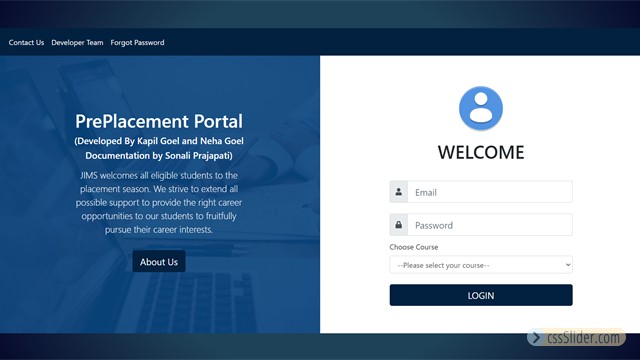 Contact Us Developer Team Forgot Password
PrePlacement Portal
(Developed By Kapil Goel and Neha Goel
Documentation by Sonali Prajapati)
JIMS welcomes all eligible students to the
placement season. We strive to extend all
possible support to provide the right career
opportunities to our students to fruitfully
pursue their career interests.
About Us
WELCOME
Email
Password
Choose Course
--Please select your course--
LOGIN
cssSlider.com